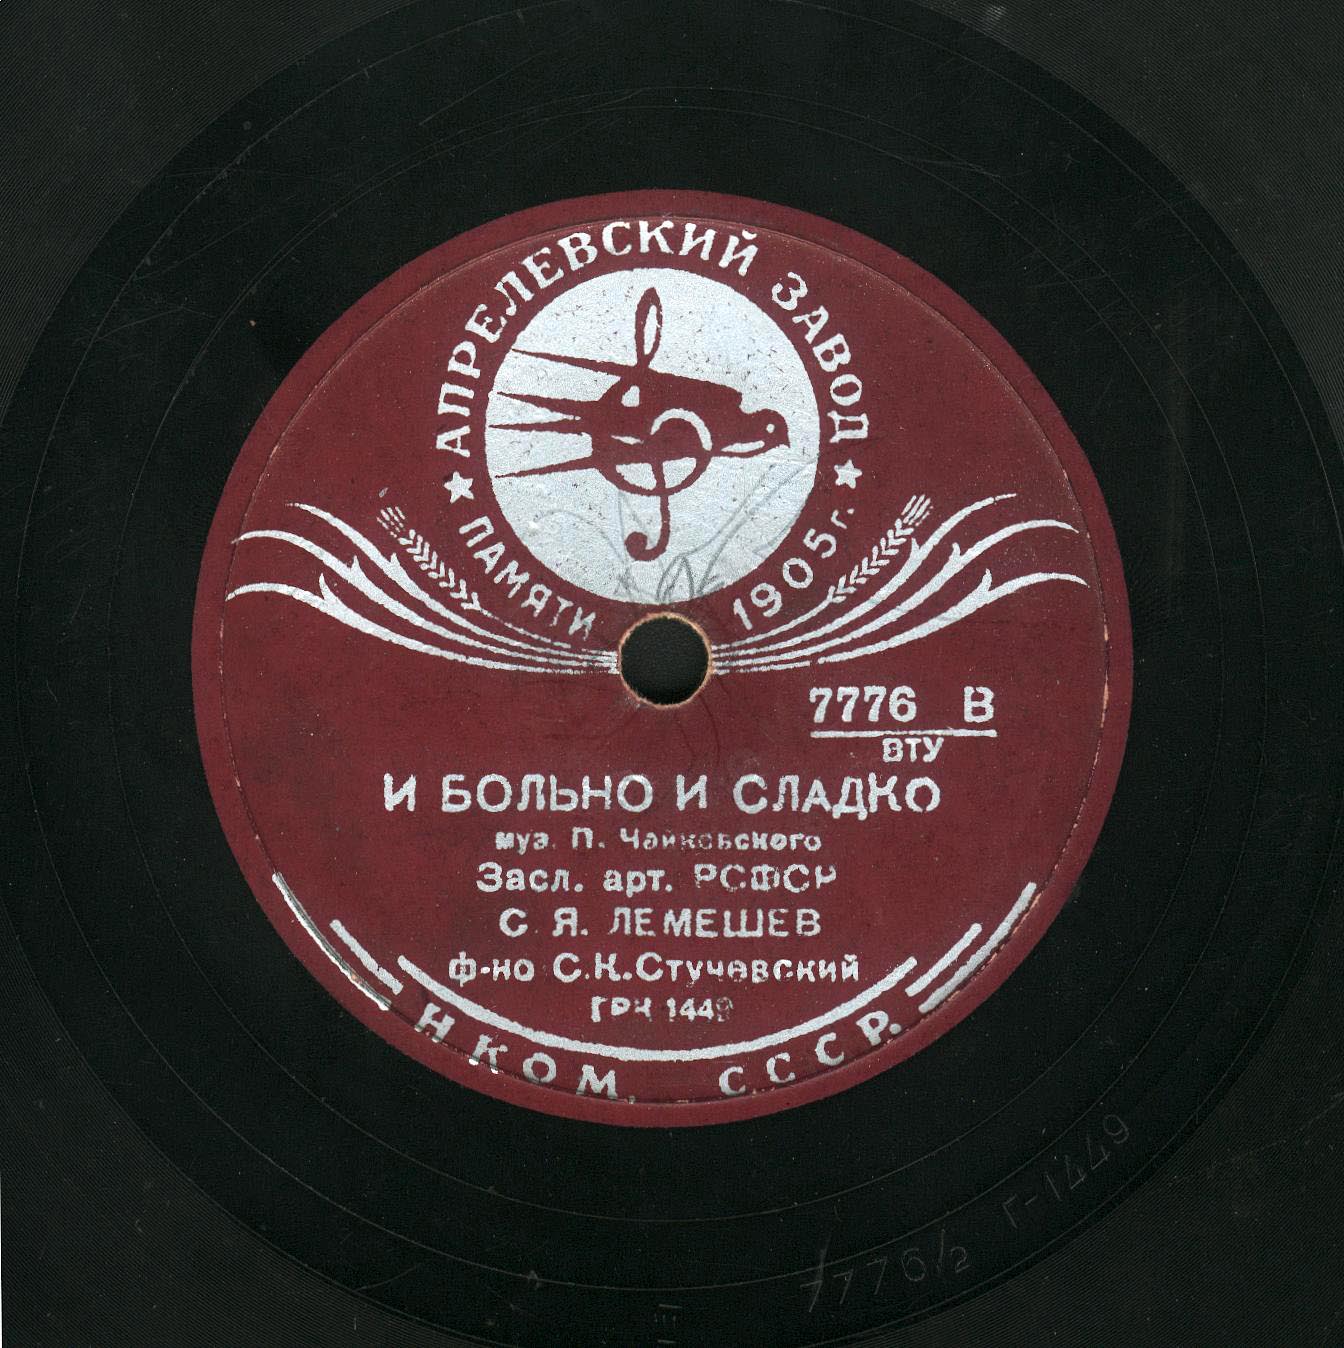 АПРЕЛЕВСКИЙ ЗАВОД
ПАМЯТИ 1905 г.
7776 В
ВТУ
И БОЛЬНО И СЛАДКО
муз. П. Чайковского
Засл. арт. РСФСР
С. Я. ЛЕМЕШЕВ
ф-но С.К.Стучевский
ГРК 1449
НКОМ. СССР.
7776/2 Г-1449
III